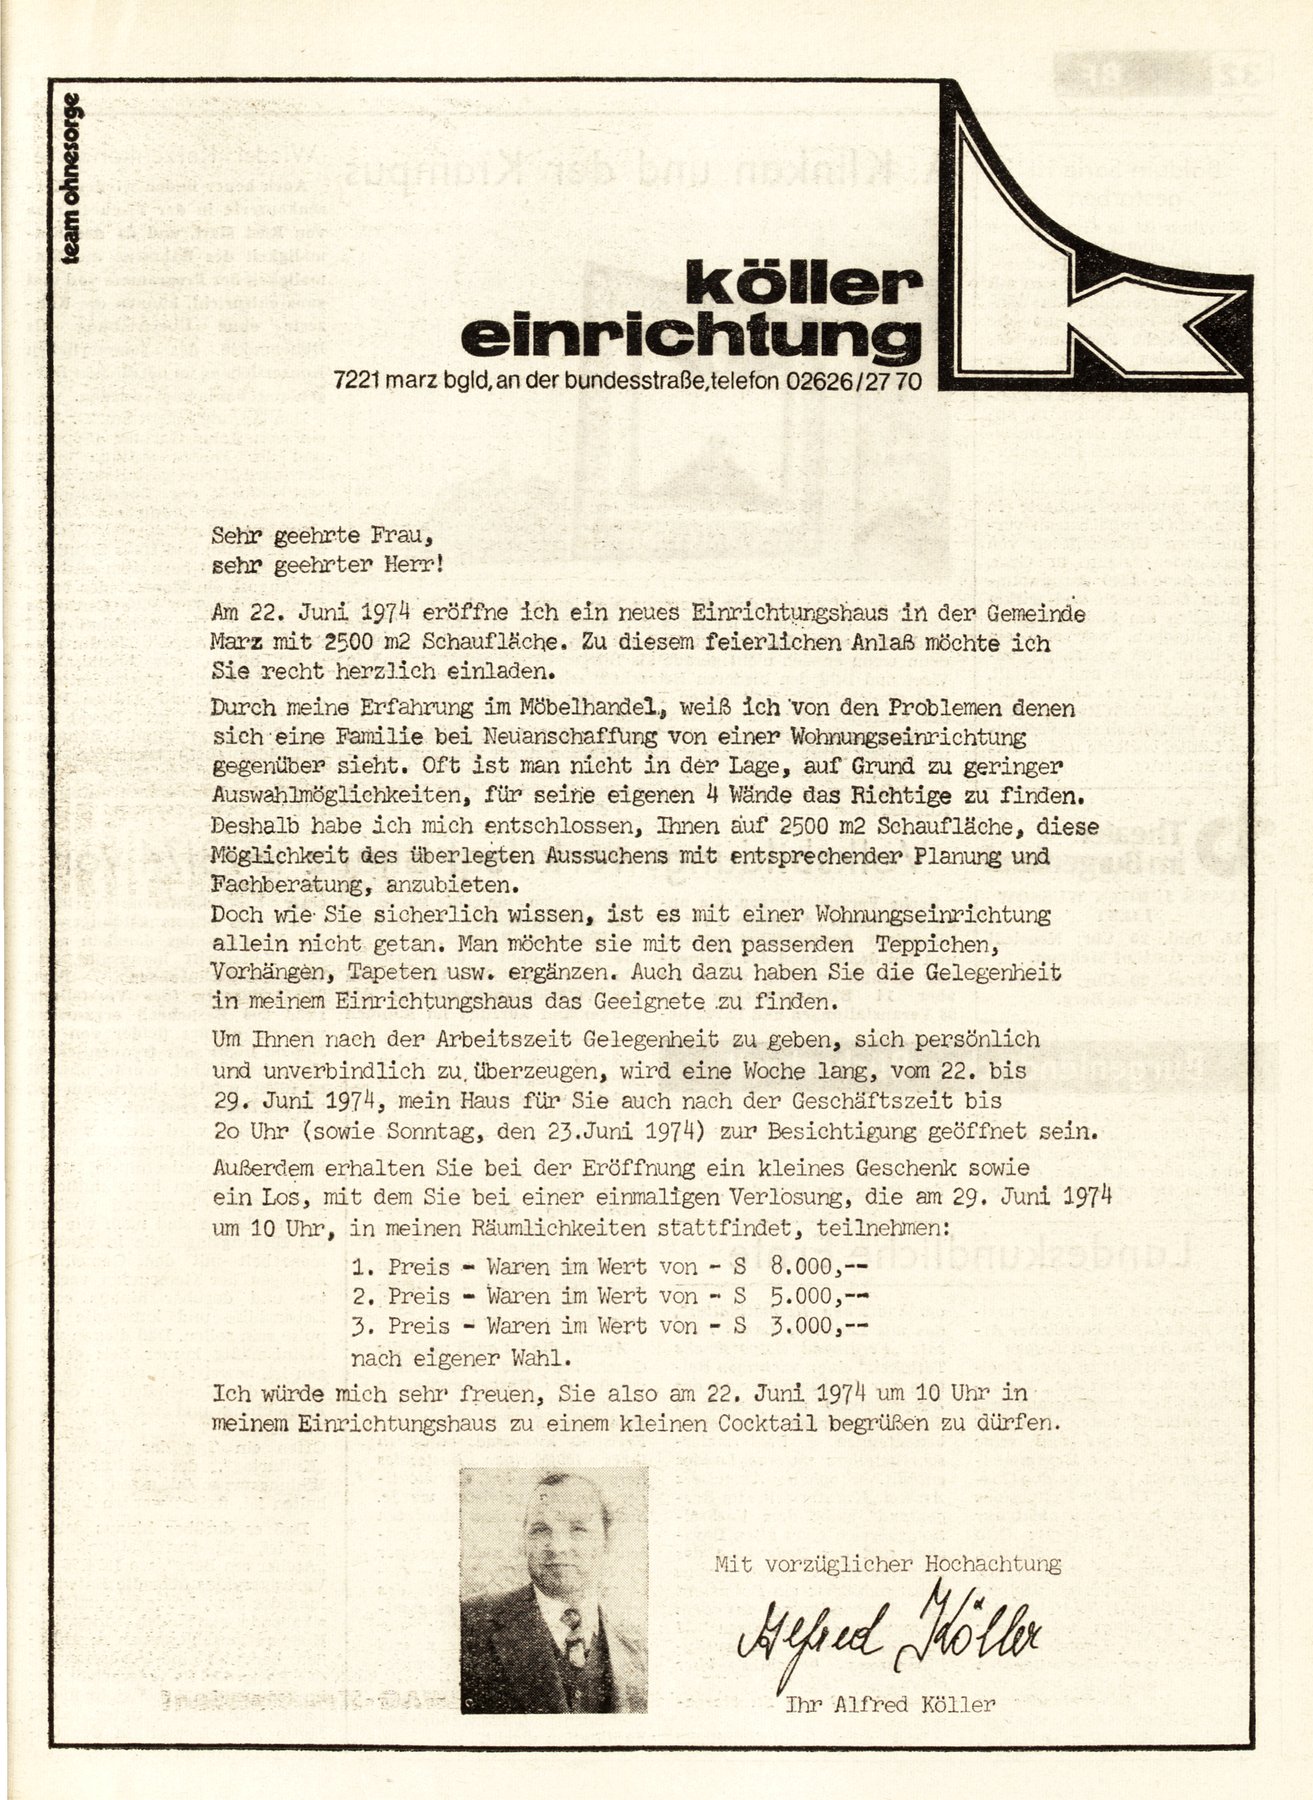 team ohnesorge
köller
einrichtung
7221 marz bgld, an der bundesstraße, telefon 02626/27 70
Sehr geehrte Frau,
sehr geehrter Herr!
Am 22. Juni 1974 eröffne ich ein neues Einrichtungshaus in der Gemeinde
Marz mit 2500 m2 Schaufläche. Zu diesem feierlichen Anlaß möchte ich
Sie recht herzlich einladen.
Durch meine Erfahrung im Möbelhandel, weiß ich von den Problemen denen
sich eine Familie bei Neuanschaffung von einer Wohnungseinrichtung
gegenüber sieht. Oft ist man nicht in der Lage, auf Grund zu geringer
Auswahlmöglichkeiten, für seine eigenen 4 Wände das Richtige zu finden.
Deshalb habe ich mich entschlossen, Ihnen auf 2500 m2 Schaufläche, diese
Möglichkeit des überlegten Aussuchens mit entsprechender Planung und
Fachberatung, anzubieten.
Doch wie Sie sicherlich wissen, ist es mit einer Wohnungseinrichtung
allein nicht getan. Man möchte sie mit den passenden Teppichen,
Vorhängen, Tapeten usw. ergänzen. Auch dazu haben Sie die Gelegenheit
in meinem Einrichtungshaus das Geeignete zu finden.
Um Ihnen nach der Arbeitszeit Gelegenheit zu geben, sich persönlich
und unverbindlich zu überzeugen, wird eine Woche lang, vom 22. bis
29. Juni 1974, mein Haus für Sie auch nach der Geschäftszeit bis
2o Uhr (sowie Sonntag, den 23.Juni 1974) zur Besichtigung geöffnet sein.
Außerdem erhalten Sie bei der Eröffnung ein kleines Geschenk sowie
ein Los, mit dem Sie bei einer einmaligen Verlosung, die am 29. Juni 1974
um 10 Uhr, in meinen Räumlichkeiten stattfindet, teilnehmen:
1. Preis - Waren im Wert von - S 8.000,--
2. Preis - Waren im Wert von - S 5.000,--
3. Preis - Waren im Wert von - S 3.000,--
nach eigener Wahl.
Ich würde mich sehr freuen, Sie also am 22. Juni 1974 um 10 Uhr in
meinem Einrichtungshaus zu einem kleinen Cocktail begrüßen zu dürfen.
Mit vorzüglicher Hochachtung
Alfred Köller
Ihr Alfred Köller